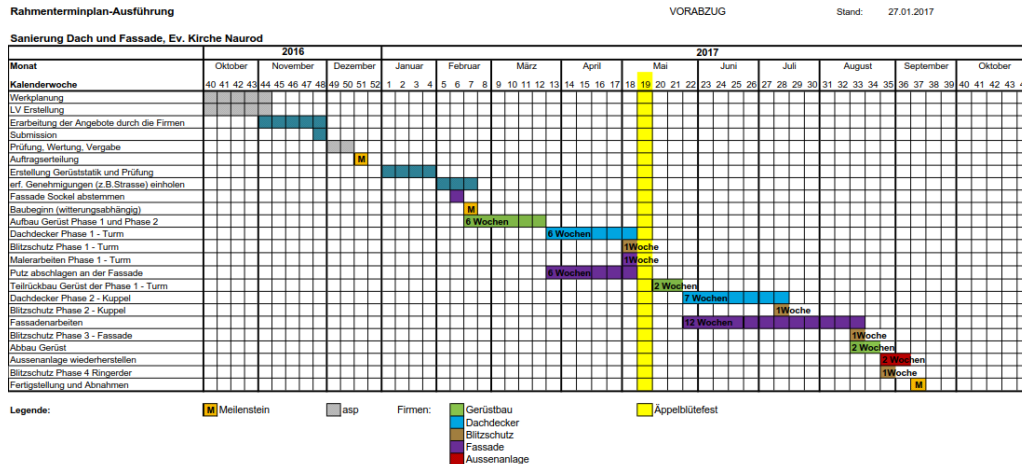 Rahmenterminplan-Ausführung VORABZUG Stand: 27.01.2017
Sanierung Dach und Fassade, Ev. Kirche Naurod
2016 2017
Monat Oktober November Dezember Januar Februar März April Mai Juni Juli August September Oktober
Kalenderwoche 40 41 42 43 44 45 46 47 48 49 50 51 52 1 2 3 4 5 6 7 8 9 10 11 12 13 14 15 16 17 18 19 20 21 22 23 24 25 26 27 28 29 30 31 32 33 34 35 36 37 38 39 40 41 42 43
Werkplanung
LV Erstellung
Erarbeitung der Angebote durch die Firmen
Submission
Prüfung, Wertung, Vergabe
Auftragserteilung M
Erstellung Gerüststatik und Prüfung
erf. Genehmigungen (z.B.Strasse) einholen
Fassade Sockel abstemmen
Baubeginn (witterungsabhängig) M
Aufbau Gerüst Phase 1 und Phase 2 6 Wochen
Dachdecker Phase 1 - Turm 6 Wochen
Blitzschutz Phase 1 - Turm 1Woche
Malerarbeiten Phase 1 - Turm 1Woche
Putz abschlagen an der Fassade 6 Wochen
Teilrückbau Gerüst der Phase 1 - Turm 2 Wochen
Dachdecker Phase 2 - Kuppel 7 Wochen
Blitzschutz Phase 2 - Kuppel 1Woche
Fassadenarbeiten 12 Wochen
Blitzschutz Phase 3 - Fassade 1Woche
Abbau Gerüst 2 Wochen
Aussenanlage wiederherstellen 2 Wochen
Blitzschutz Phase 4 Ringerder 1Woche
Fertigstellung und Abnahmen M
Legende: M Meilenstein asp Firmen: Gerüstbau Äppelblütefest
Dachdecker
Blitzschutz
Fassade
Aussenanlage